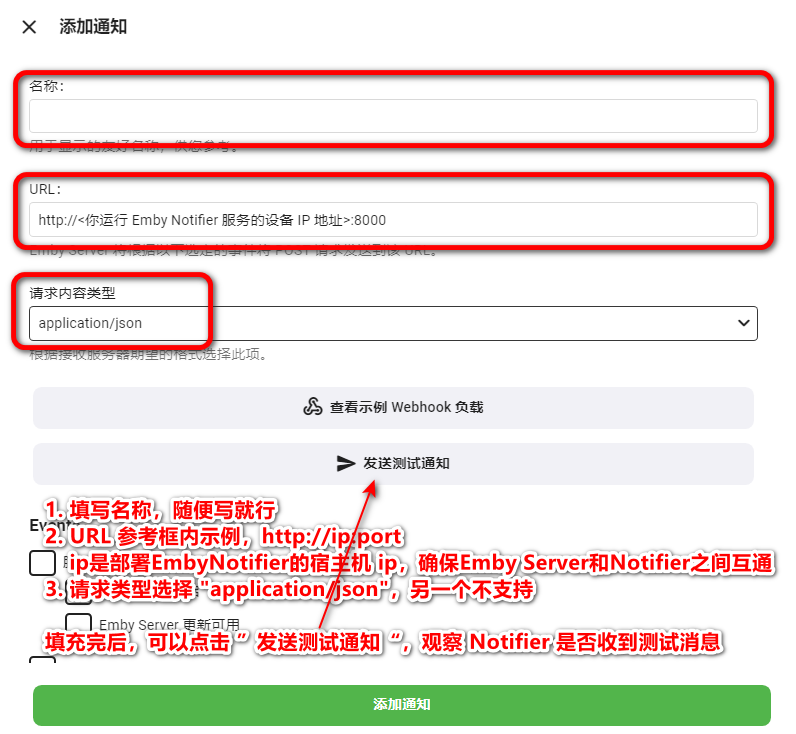 添加通知
名称：
用于显示的友好名称，供您参考。
URL：
http://<你运行 Emby Notifier 服务的设备 IP 地址>:8000
Emby Server 将根据以下选定的事件将 POST 请求发送到该 URL。
请求内容类型
application/json
根据接收服务器期望的格式选择此项。
查看示例 Webhook 负载
发送测试通知
1. 填写名称，随便写就行
Events
2. URL 参考框内示例，http://ip:port
ip是部署EmbyNotifier的宿主机 ip，确保Emby Server和Notifier之间互通
3. 请求类型选择 "application/json"，另一个不支持
Emby Server 更新可用
填充完后，可以点击 ” 发送测试通知 “，观察 Notifier 是否收到测试消息
添加通知